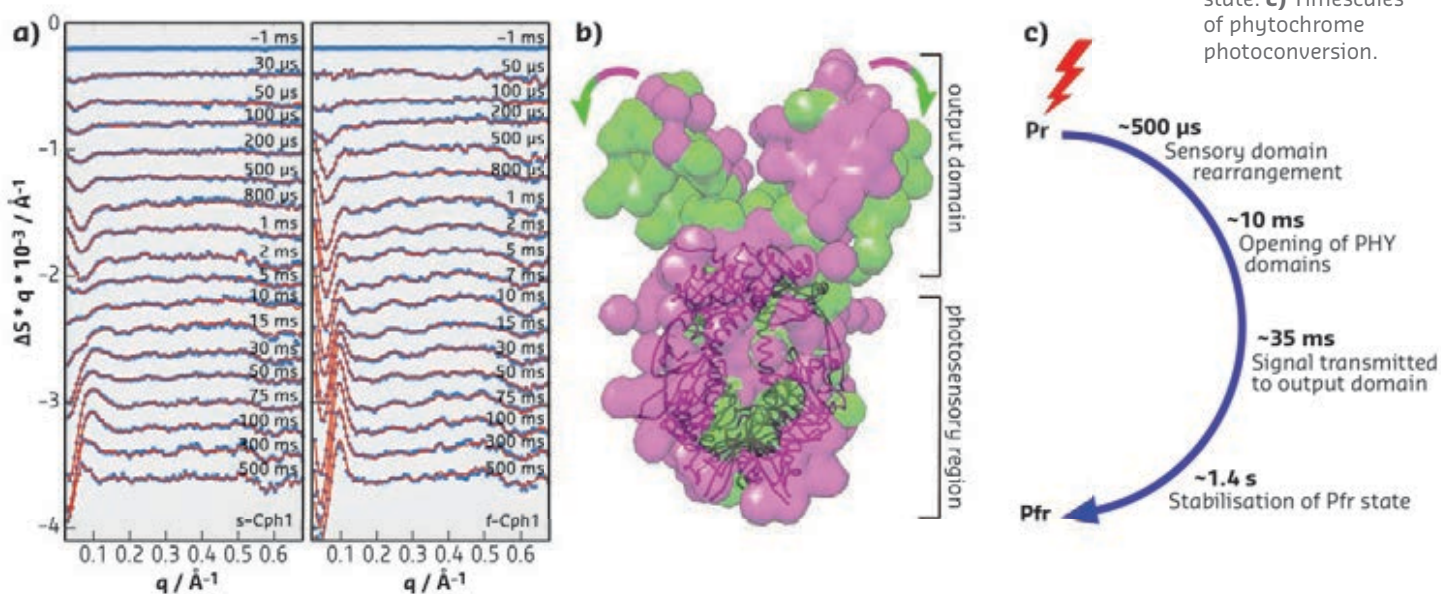 state. c) Timescales
of phytochrome
photoconversion.
a)
0
-1
-2
-3
-4
ΔS * q * 10⁻³ / Å⁻¹
-1 ms
30 µs
50 µs
100 µs
200 µs
500 µs
800 µs
1 ms
2 ms
5 ms
10 ms
15 ms
30 ms
50 ms
75 ms
100 ms
300 ms
500 ms
s-Cph1
0.1 0.2 0.3 0.4 0.5 0.6
q / Å⁻¹
-1 ms
50 µs
100 µs
200 µs
500 µs
800 µs
1 ms
2 ms
5 ms
7 ms
10 ms
15 ms
30 ms
50 ms
75 ms
100 ms
300 ms
500 ms
f-Cph1
0.1 0.2 0.3 0.4 0.5 0.6
q / Å⁻¹
b)
output domain
photosensory region
c)
Pr
~500 µs
Sensory domain
rearrangement
~10 ms
Opening of PHY
domains
~35 ms
Signal transmitted
to output domain
~1.4 s
Stabilisation of Pfr state
Pfr